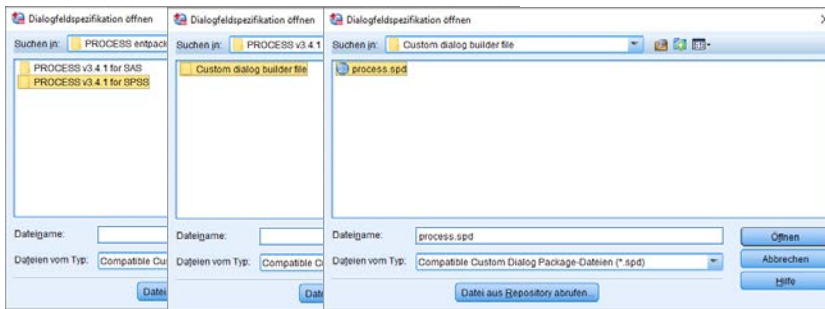 Dialogfeldspezifikation öffnen
Suchen in: PROCESS entpack
PROCESS v3.4.1 for SAS
PROCESS v3.4.1 for SPSS
Dateiname:
Dateien vom Typ: Compatible Cu
Datei
Dialogfeldspezifikation öffnen
Suchen in: PROCESS v3.4.1
Custom dialog builder file
Dateiname:
Dateien vom Typ: Compatible C
Date
Dialogfeldspezifikation öffnen
Suchen in: Custom dialog builder file
process.spd
Dateiname: process.spd
Dateien vom Typ: Compatible Custom Dialog Package-Dateien (*.spd)
Datei aus Repository abrufen...
Öffnen
Abbrechen
Hilfe